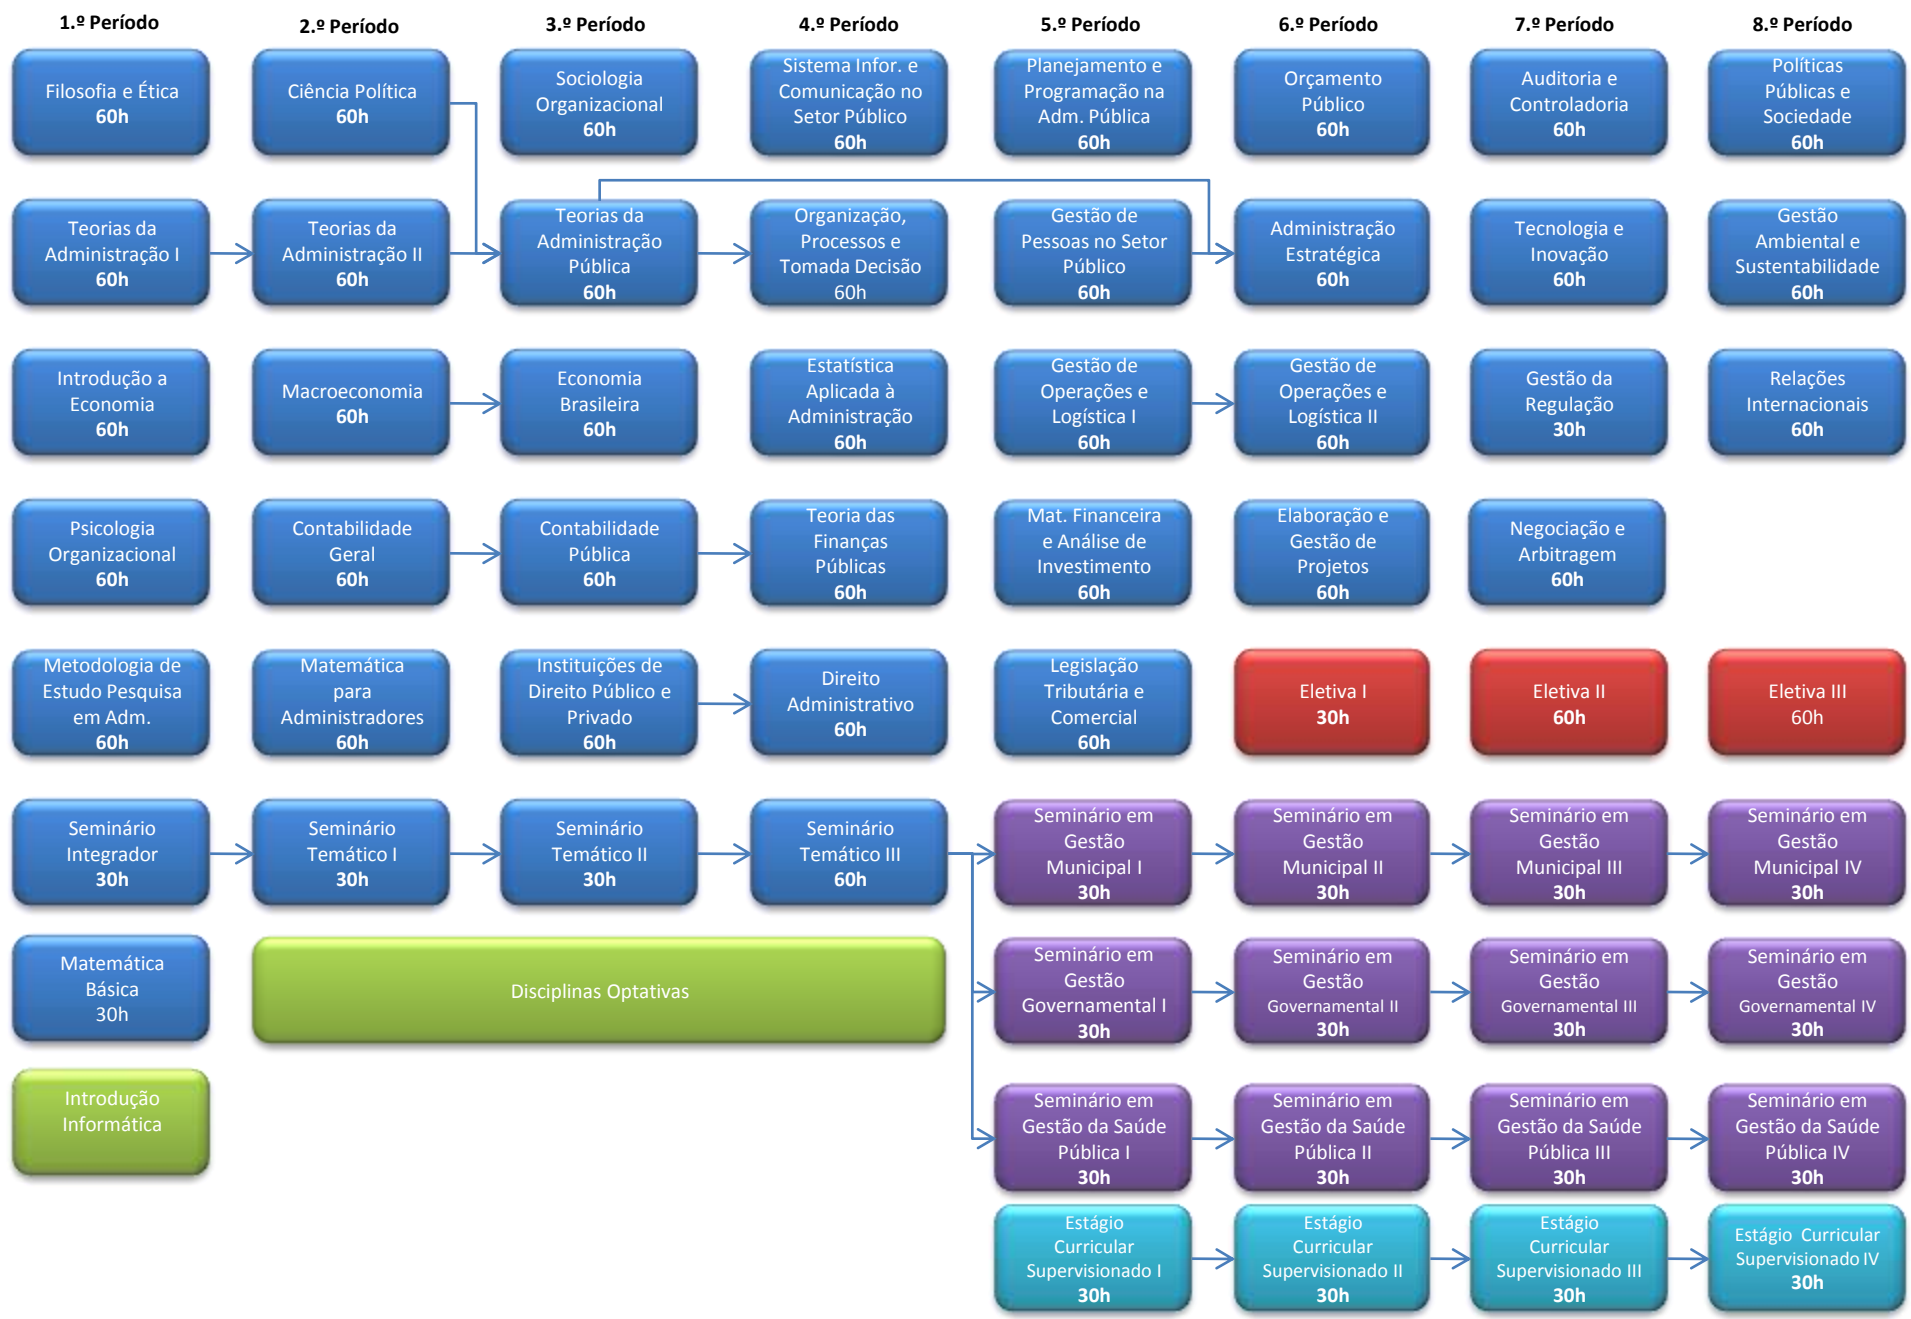 1.º Período
2.º Período
3.º Período
4.º Período
5.º Período
6.º Período
7.º Período
8.º Período
Filosofia e Ética
60h
Ciência Política
60h
Sociologia
Organizacional
60h
Sistema Infor. e
Comunicação no
Setor Público
60h
Planejamento e
Programação na
Adm. Pública
60h
Orçamento
Público
60h
Auditoria e
Controladoria
60h
Políticas
Públicas e
Sociedade
60h
Teorias da
Administração I
60h
Teorias da
Administração II
60h
Teorias da
Administração
Pública
60h
Organização,
Processos e
Tomada Decisão
60h
Gestão de
Pessoas no Setor
Público
60h
Administração
Estratégica
60h
Tecnologia e
Inovação
60h
Gestão
Ambiental e
Sustentabilidade
60h
Introdução a
Economia
60h
Macroeconomia
60h
Economia
Brasileira
60h
Estatística
Aplicada à
Administração
60h
Gestão de
Operações e
Logística I
60h
Gestão de
Operações e
Logística II
60h
Gestão da
Regulação
30h
Relações
Internacionais
60h
Psicologia
Organizacional
60h
Contabilidade
Geral
60h
Contabilidade
Pública
60h
Teoria das
Finanças
Públicas
60h
Mat. Financeira
e Análise de
Investimento
60h
Elaboração e
Gestão de
Projetos
60h
Negociação e
Arbitragem
60h
Metodologia de
Estudo Pesquisa
em Adm.
60h
Matemática
para
Administradores
60h
Instituições de
Direito Público e
Privado
60h
Direito
Administrativo
60h
Legislação
Tributária e
Comercial
60h
Eletiva I
30h
Eletiva II
60h
Eletiva III
60h
Seminário
Integrador
30h
Seminário
Temático I
30h
Seminário
Temático II
30h
Seminário
Temático III
60h
Seminário em
Gestão
Municipal I
30h
Seminário em
Gestão
Municipal II
30h
Seminário em
Gestão
Municipal III
30h
Seminário em
Gestão
Municipal IV
30h
Matemática
Básica
30h
Disciplinas Optativas
Seminário em
Gestão
Governamental I
30h
Seminário em
Gestão
Governamental II
30h
Seminário em
Gestão
Governamental III
30h
Seminário em
Gestão
Governamental IV
30h
Introdução
Informática
Seminário em
Gestão da Saúde
Pública I
30h
Seminário em
Gestão da Saúde
Pública II
30h
Seminário em
Gestão da Saúde
Pública III
30h
Seminário em
Gestão da Saúde
Pública IV
30h
Estágio
Curricular
Supervisionado I
30h
Estágio
Curricular
Supervisionado II
30h
Estágio
Curricular
Supervisionado III
30h
Estágio Curricular
Supervisionado IV
30h